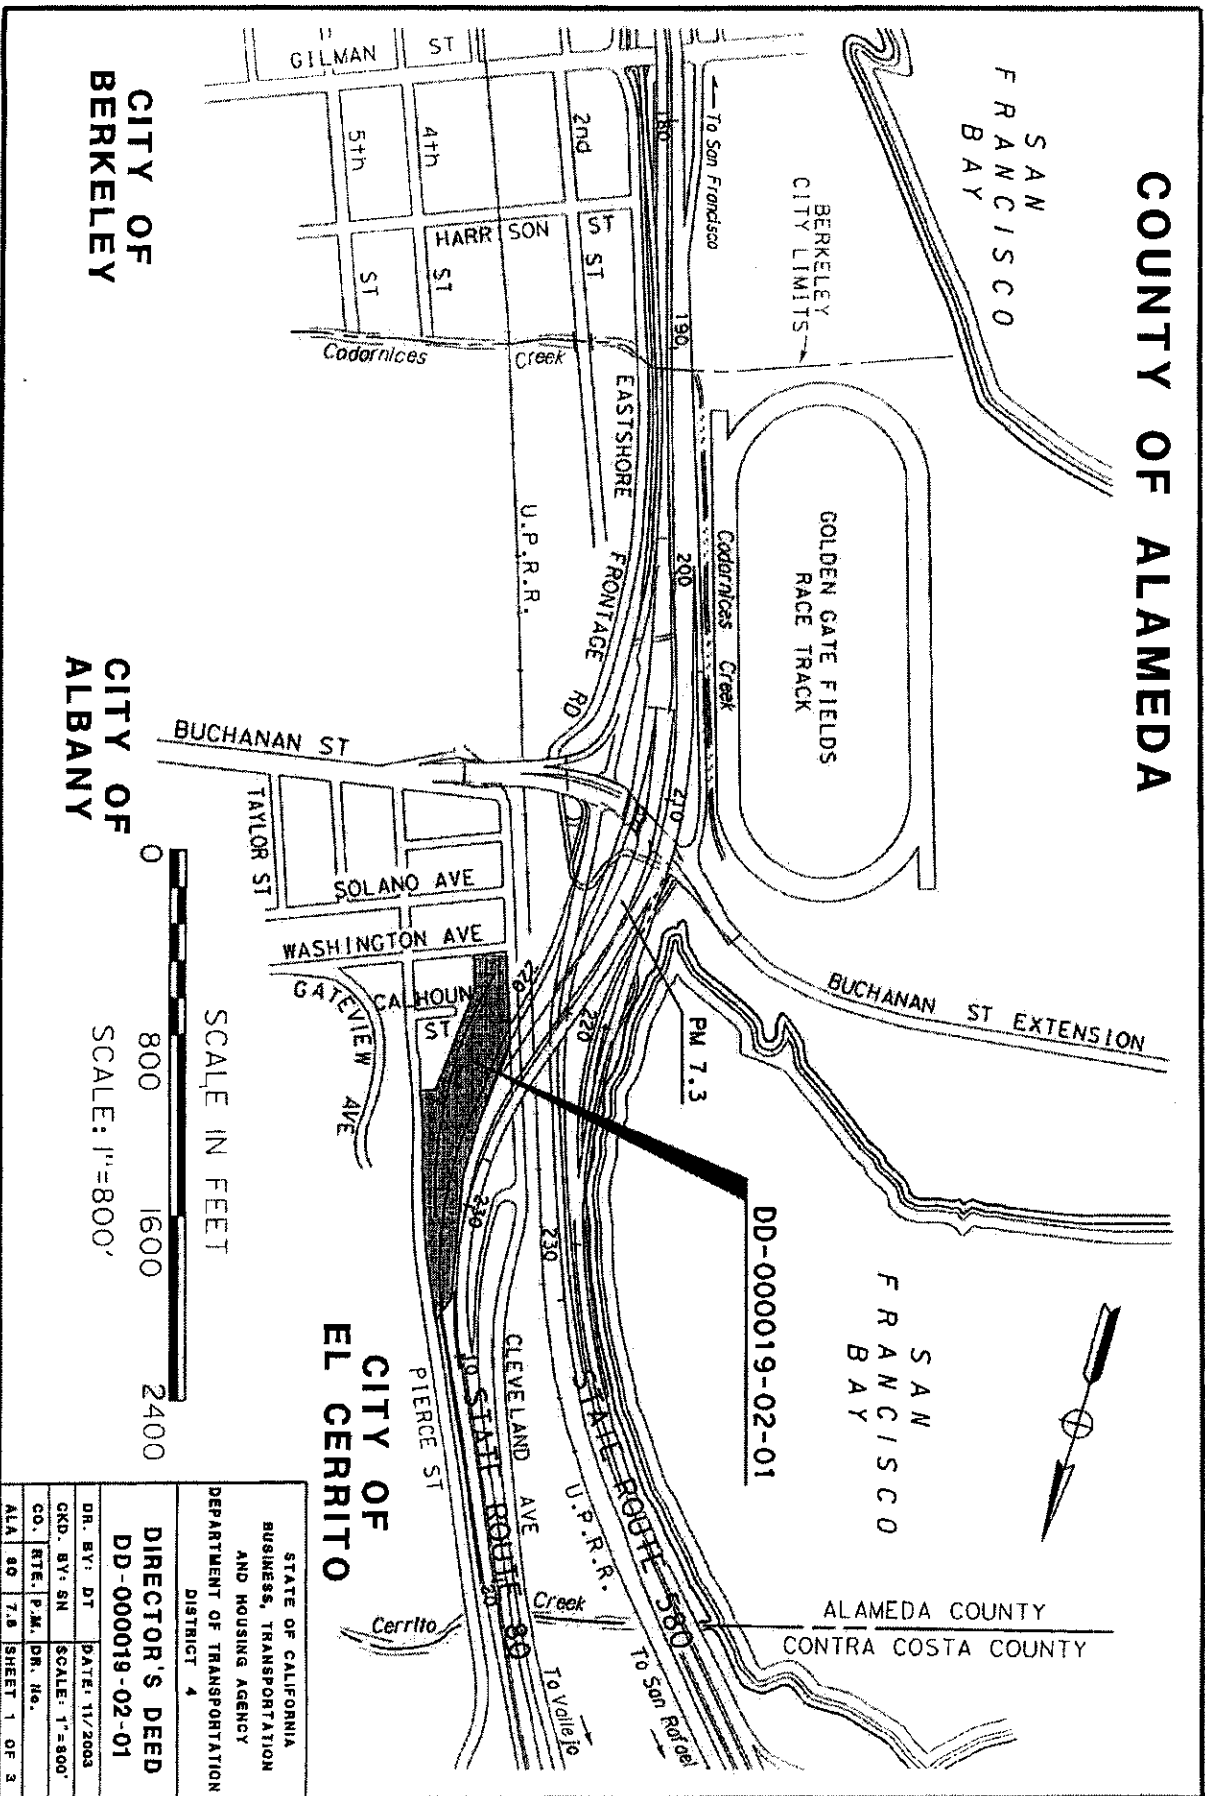 COUNTY OF ALAMEDA
SAN
FRANCISCO
BAY
BERKELEY
CITY LIMITS
To San Francisco
GOLDEN GATE FIELDS
RACE TRACK
Codornices Creek
BUCHANAN ST EXTENSION
SAN
FRANCISCO
BAY
ALAMEDA COUNTY
CONTRA COSTA COUNTY
DD-000019-02-01
PM 7.3
180
190
200
210
220
220
230
230
10
20
STATE ROUTE 580
To San Rafael
U.P.R.R.
STATE ROUTE 80
To Vallejo
CLEVELAND AVE
PIERCE ST
Cerrito Creek
EASTSHORE FRONTAGE RD
U.P.R.R.
GILMAN ST
2nd ST
4th ST
5th ST
HARRISON ST
Codornices Creek
BUCHANAN ST
TAYLOR ST
SOLANO AVE
WASHINGTON AVE
CALHOUN
ST
GATEVIEW AVE
CITY OF
BERKELEY
CITY OF
ALBANY
CITY OF
EL CERRITO
0 800 1600 2400
SCALE IN FEET
SCALE: 1"=800'
STATE OF CALIFORNIA
BUSINESS, TRANSPORTATION
AND HOUSING AGENCY
DEPARTMENT OF TRANSPORTATION
DISTRICT 4
DIRECTOR'S DEED
DD-000019-02-01
DR. BY: DT DATE: 11/2003
CKD. BY: SN SCALE: 1"=800'
CO. RTE. P.M. DR. No.
ALA 80 7.8 SHEET 1 OF 3